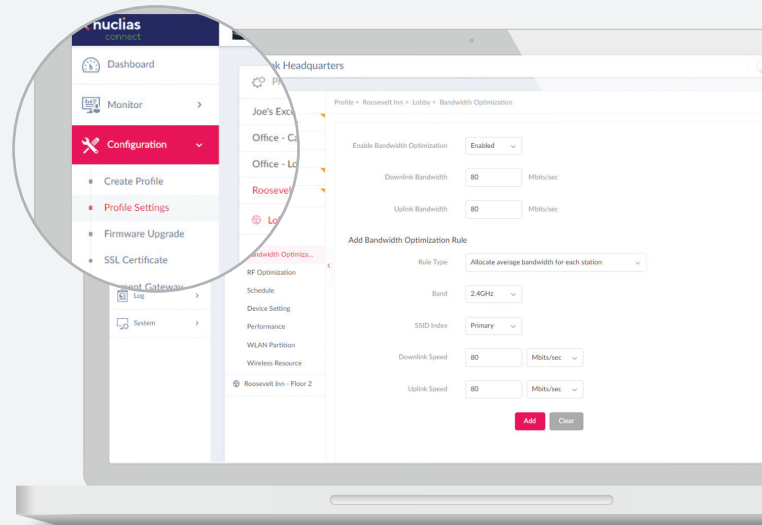 nuclias
connect
Dashboard
Monitor
Configuration
Create Profile
Profile Settings
Firmware Upgrade
SSL Certificate
Log
System
Headquarters
Joe's
Office -
Office -
Lobby > Bandwidth Optimization
Profile > Roosevelt Inn >
RF Optimization
Schedule
Device Setting
Performance
WLAN Partition
Wireless Resource
Roosevelt Inn - Floor 2
Enable Bandwidth Optimization Enabled
Downlink Bandwidth 80 Mbits/sec
Uplink Bandwidth 80 Mbits/sec
Add Bandwidth Optimization Rule
Rule Type Allocate average bandwidth for each station
Band 2.4GHz
SSID Index Primary
Downlink Speed 80 Mbits/sec
Uplink Speed 80 Mbits/sec
Add Clear